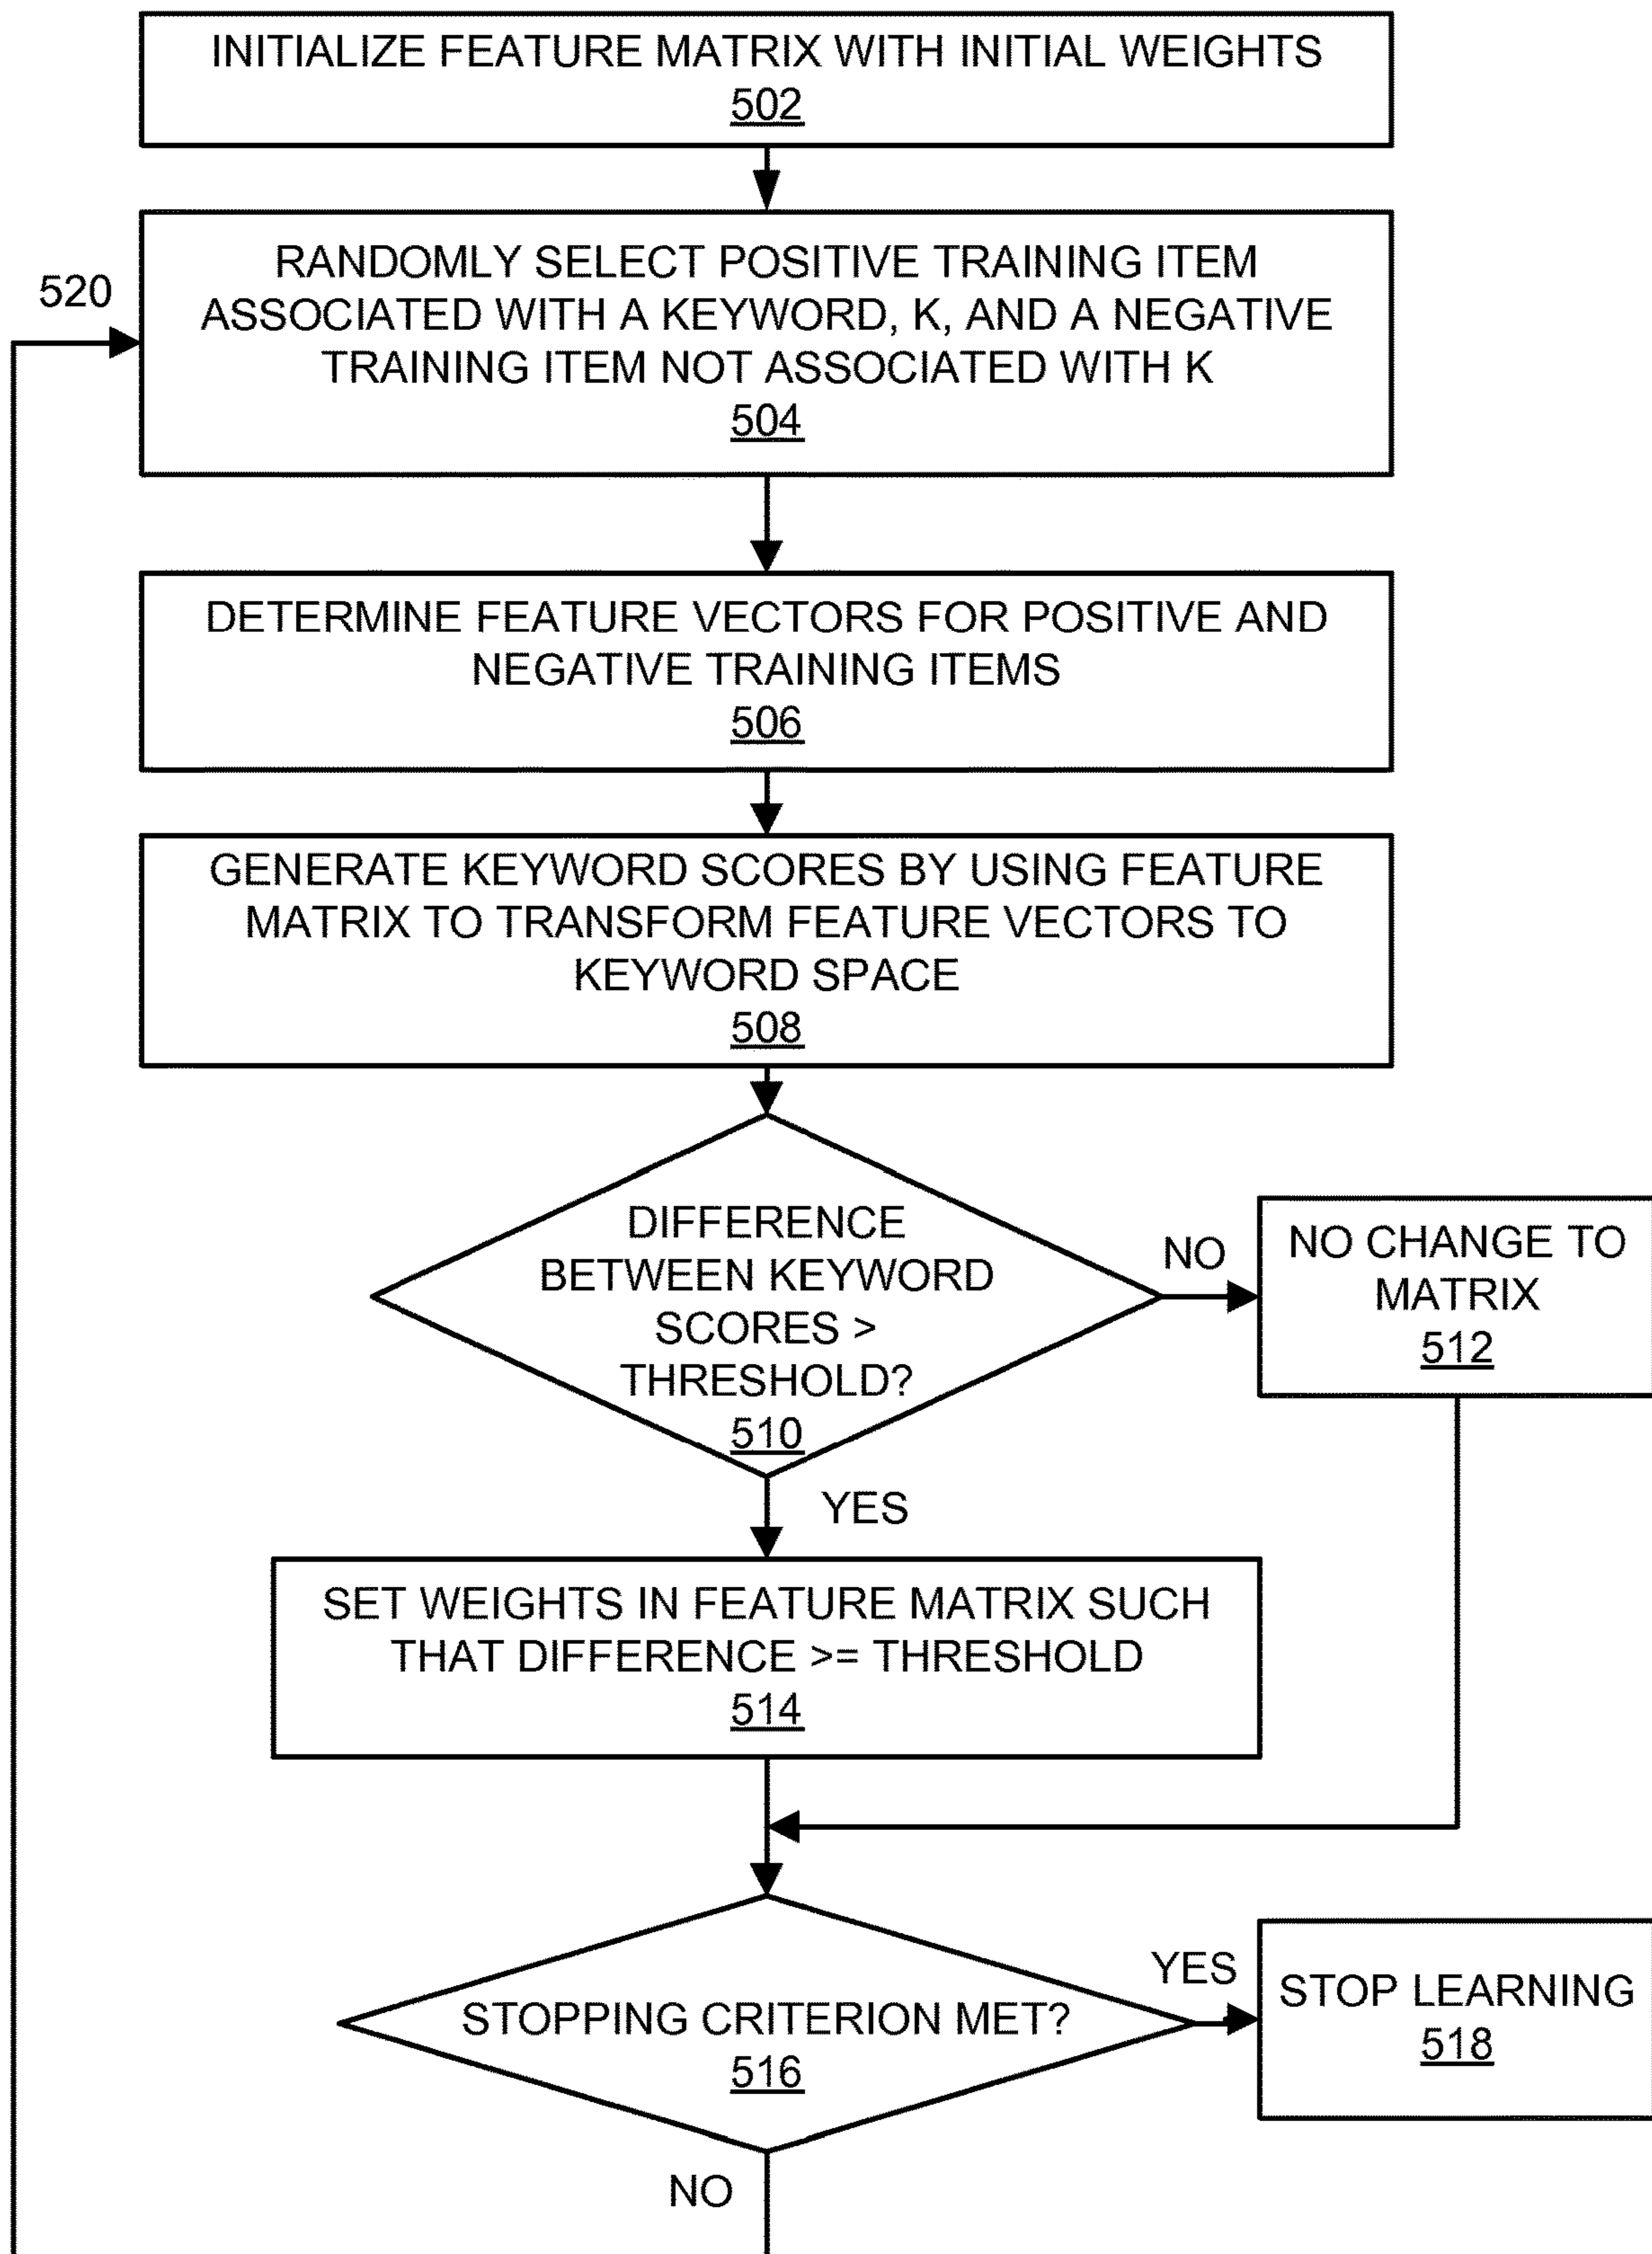 INITIALIZE FEATURE MATRIX WITH INITIAL WEIGHTS
502
520
RANDOMLY SELECT POSITIVE TRAINING ITEM
ASSOCIATED WITH A KEYWORD, K, AND A NEGATIVE
TRAINING ITEM NOT ASSOCIATED WITH K
504
DETERMINE FEATURE VECTORS FOR POSITIVE AND
NEGATIVE TRAINING ITEMS
506
GENERATE KEYWORD SCORES BY USING FEATURE
MATRIX TO TRANSFORM FEATURE VECTORS TO
KEYWORD SPACE
508
DIFFERENCE
BETWEEN KEYWORD
SCORES >
THRESHOLD?
510
NO
NO CHANGE TO
MATRIX
512
YES
SET WEIGHTS IN FEATURE MATRIX SUCH
THAT DIFFERENCE >= THRESHOLD
514
STOPPING CRITERION MET?
516
YES
STOP LEARNING
518
NO